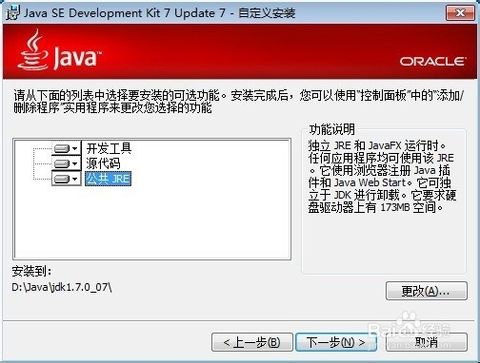 Java SE Development Kit 7 Update 7 - 自定义安装
Java™
ORACLE®
请从下面的列表中选择要安装的可选功能。安装完成后，您可以使用“控制面板”中的“添加/
删除程序”实用程序来更改您选择的功能
开发工具
源代码
公共 JRE
功能说明
独立 JRE 和 JavaFX 运行时。
任何应用程序均可使用该 JRE
。它使用浏览器注册 Java 插
件和 Java Web Start。它可独
立于 JDK 进行卸载。它要求硬
盘驱动器上有 173MB 空间。
安装到:
D:\Java\jdk1.7.0_07\
更改(A)...
<上一步(B)
下一步(N)>
取消
Baidu经验